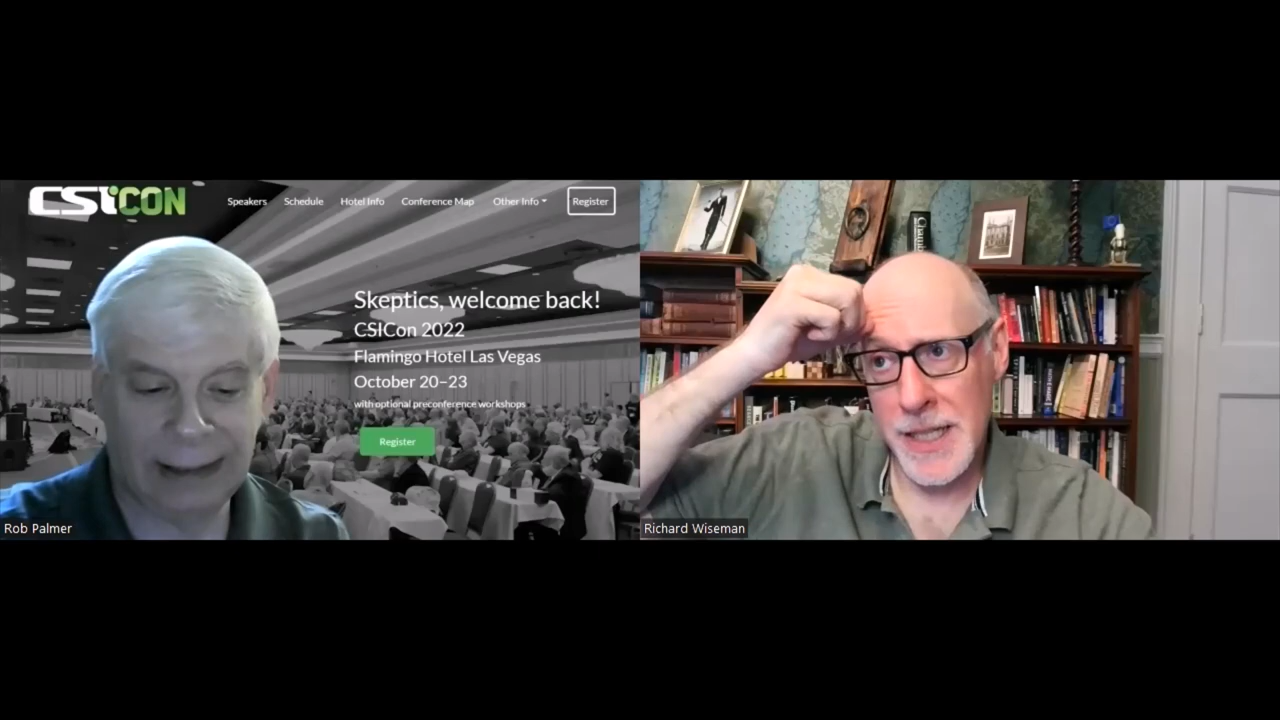 CSICON
Speakers Schedule Hotel Info Conference Map Other Info Register
Skeptics, welcome back!
CSICon 2022
Flamingo Hotel Las Vegas
October 20–23
with optional preconference workshops
Register
Rob Palmer
Richard Wiseman